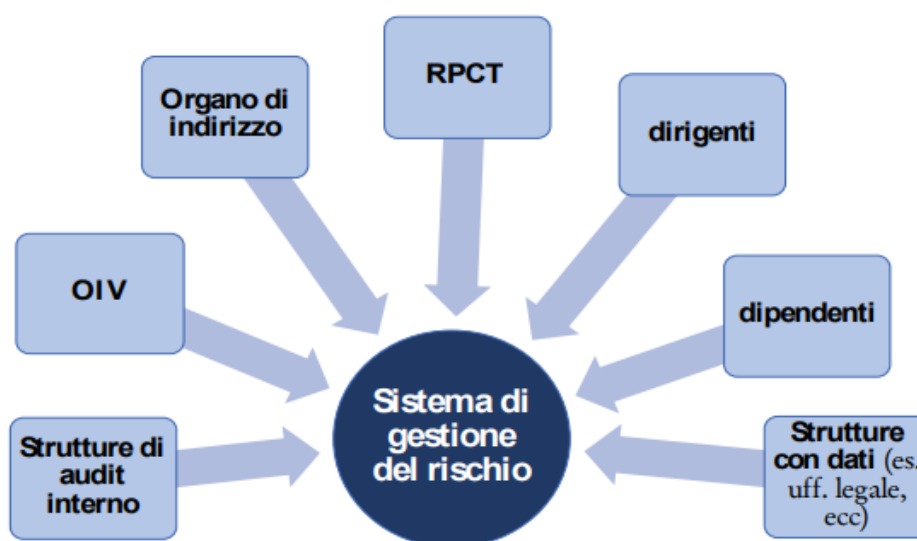 RPCT
Organo di
indirizzo
dirigenti
OIV
dipendenti
Strutture di
audit
interno
Sistema di
gestione
del rischio
Strutture
con dati (es.
uff. legale,
ecc)